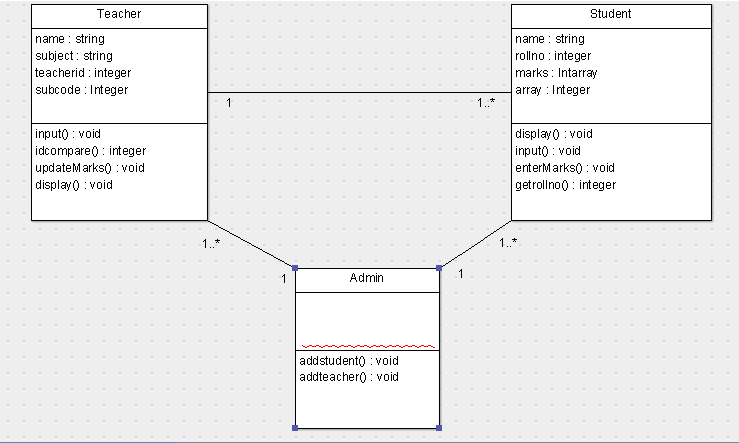 Teacher
name : string
subject : string
teacherid : integer
subcode : Integer
input() : void
idcompare() : integer
updateMarks() : void
display() : void
Student
name : string
rollno : integer
marks : Intarray
array : Integer
display() : void
input() : void
enterMarks() : void
getrollno() : integer
1
1..*
1..*
1
1..*
1
Admin
addstudent() : void
addteacher() : void